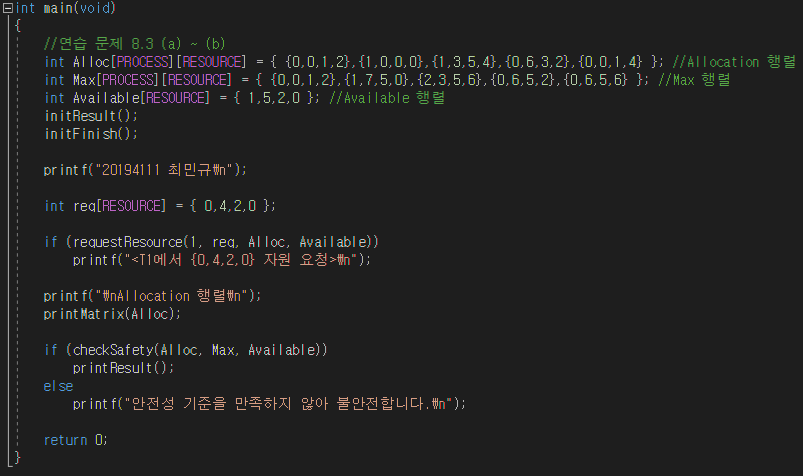 int main(void)
{
//연습 문제 8.3 (a) ~ (b)
int Alloc[PROCESS][RESOURCE] = { {0,0,1,2},{1,0,0,0},{1,3,5,4},{0,6,3,2},{0,0,1,4} }; //Allocation 행렬
int Max[PROCESS][RESOURCE] = { {0,0,1,2},{1,7,5,0},{2,3,5,6},{0,6,5,2},{0,6,5,6} }; //Max 행렬
int Available[RESOURCE] = { 1,5,2,0 }; //Available 행렬
initResult();
initFinish();
printf("20194111 최민규₩n");
int req[RESOURCE] = { 0,4,2,0 };
if (requestResource(1, req, Alloc, Available))
printf("<T1에서 {0,4,2,0} 자원 요청>₩n");
printf("₩nAllocation 행렬₩n");
printMatrix(Alloc);
if (checkSafety(Alloc, Max, Available))
printResult();
else
printf("안전성 기준을 만족하지 않아 불안전합니다.₩n");
return 0;
}